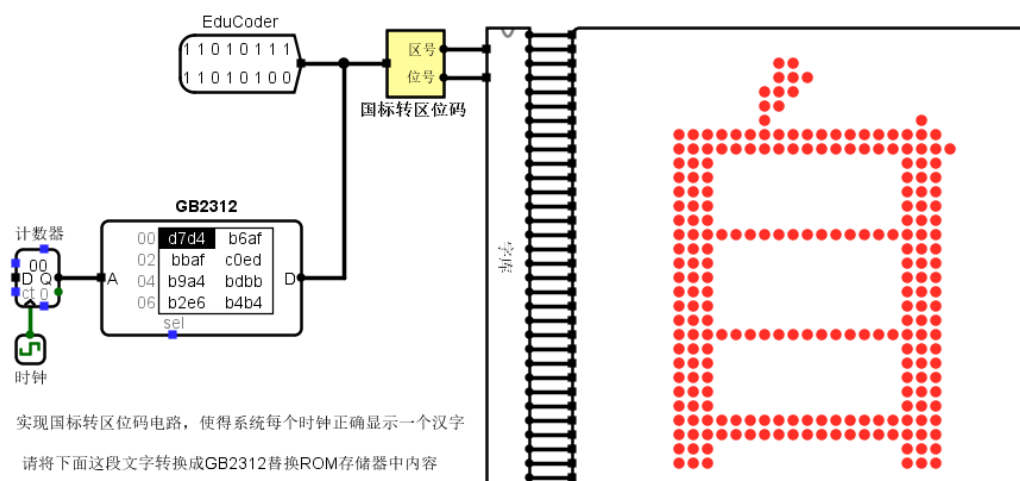 EduCoder
11010111
11010100
区号
位号
国标转区位码
GB2312
计数器
00
D Q
ct 0
A
00 d7d4 b6af
02 bbaf c0ed
04 b9a4 bdbb
06 b2e6 b4b4
D
sel
时钟
字库
自
实现国标转区位码电路，使得系统每个时钟正确显示一个汉字
请将下面这段文字转换成GB2312替换ROM存储器中内容